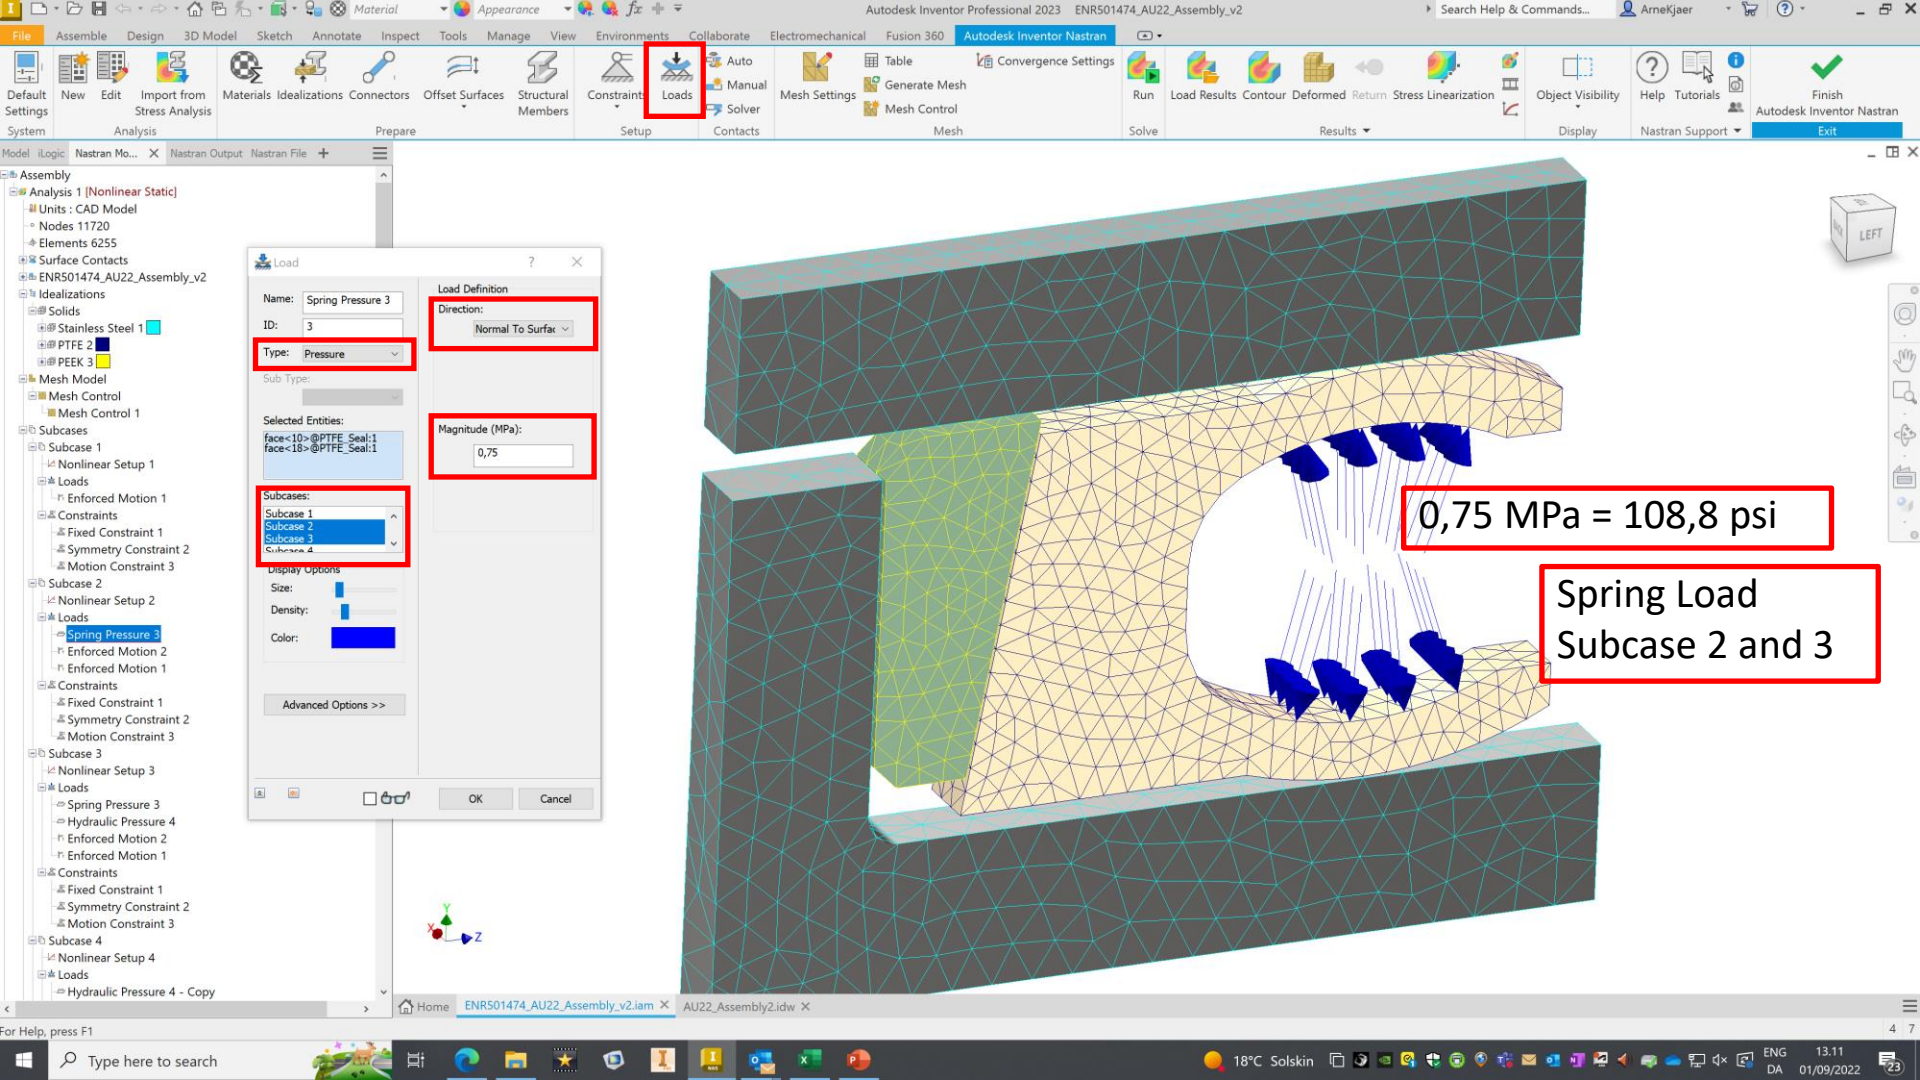 Material
Appearance
Autodesk Inventor Professional 2023 ENR501474_AU22_Assembly_v2
Search Help & Commands...
ArneKjaer
File Assemble Design 3D Model Sketch Annotate Inspect Tools Manage View Environments Collaborate Electromechanical Fusion 360 Autodesk Inventor Nastran
Default Settings
New
Edit
Import from Stress Analysis
Materials
Idealizations
Connectors
Offset Surfaces
Structural Members
Constraints
Loads
Auto
Manual
Solver
Mesh Settings
Table
Generate Mesh
Mesh Control
Convergence Settings
Run
Load Results
Contour
Deformed
Return
Stress Linearization
Object Visibility
Help
Tutorials
Finish
Autodesk Inventor Nastran
System Analysis Prepare Setup Contacts Mesh Solve Results Display Nastran Support Exit
Model iLogic Nastran Mo... Nastran Output Nastran File
Assembly
Analysis 1 [Nonlinear Static]
Units : CAD Model
Nodes 11720
Elements 6255
Surface Contacts
ENR501474_AU22_Assembly_v2
Idealizations
Solids
Stainless Steel 1
PTFE 2
PEEK 3
Mesh Model
Mesh Control
Mesh Control 1
Subcases
Subcase 1
Nonlinear Setup 1
Loads
Enforced Motion 1
Constraints
Fixed Constraint 1
Symmetry Constraint 2
Motion Constraint 3
Subcase 2
Nonlinear Setup 2
Loads
Spring Pressure 3
Enforced Motion 2
Enforced Motion 1
Constraints
Fixed Constraint 1
Symmetry Constraint 2
Motion Constraint 3
Subcase 3
Nonlinear Setup 3
Loads
Spring Pressure 3
Hydraulic Pressure 4
Enforced Motion 2
Enforced Motion 1
Constraints
Fixed Constraint 1
Symmetry Constraint 2
Motion Constraint 3
Subcase 4
Nonlinear Setup 4
Loads
Hydraulic Pressure 4 - Copy
Load
Name: Spring Pressure 3
ID: 3
Type: Pressure
Sub Type:
Selected Entities:
face<10>@PTFE_Seal:1
face<18>@PTFE_Seal:1
Subcases:
Subcase 1
Subcase 2
Subcase 3
Subcase 4
Display Options
Size:
Density:
Color:
Advanced Options >>
Load Definition
Direction:
Normal To Surfac
Magnitude (MPa):
0,75
OK
Cancel
LEFT
0,75 MPa = 108,8 psi
Spring Load
Subcase 2 and 3
Y
X
Z
Home ENR501474_AU22_Assembly_v2.iam AU22_Assembly2.idw
For Help, press F1
4 7
Type here to search
18°C Solskin
ENG
DA
13.11
01/09/2022
23